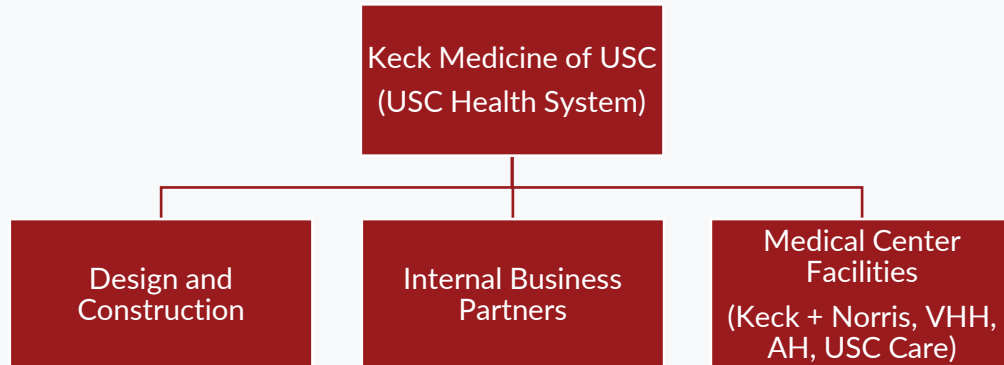 Keck Medicine of USC
(USC Health System)
Design and
Construction
Internal Business
Partners
Medical Center
Facilities
(Keck + Norris, VHH,
AH, USC Care)